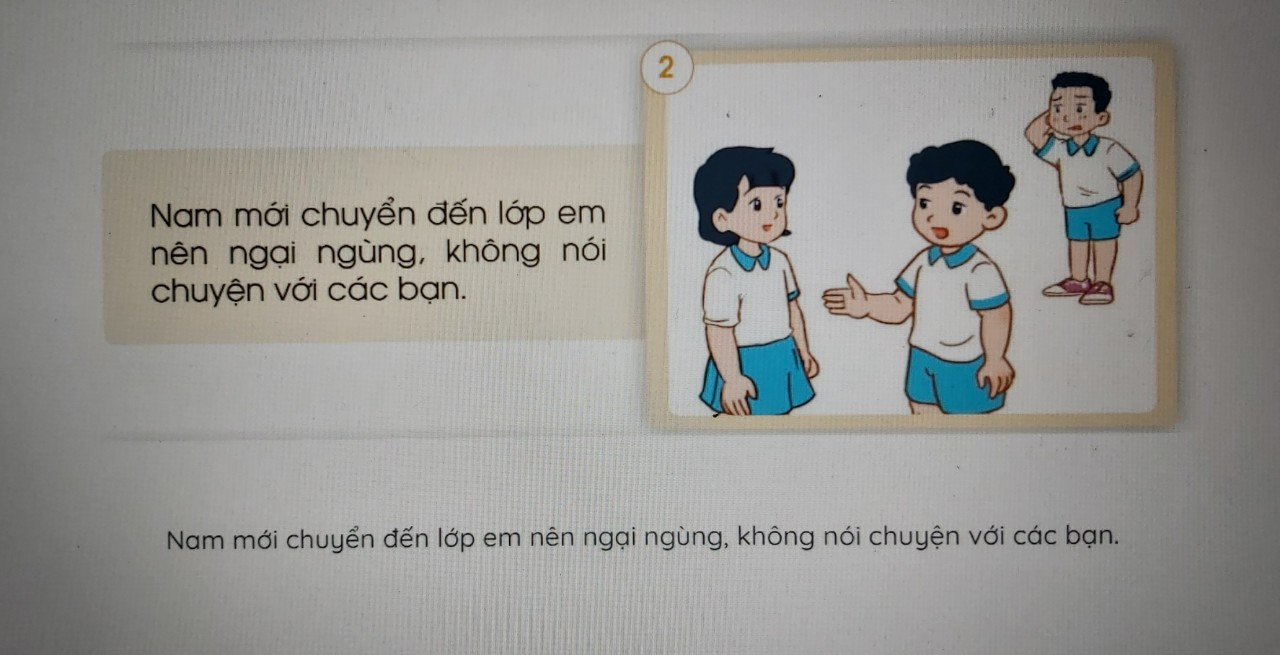 2
Nam mới chuyển đến lớp em
nên ngại ngùng, không nói
chuyện với các bạn.
Nam mới chuyển đến lớp em nên ngại ngùng, không nói chuyện với các bạn.